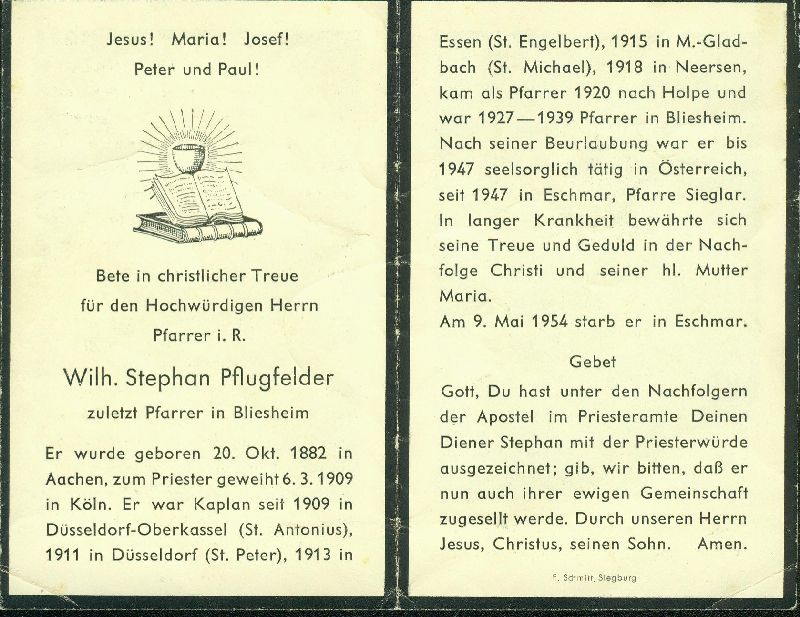 Jesus! Maria! Josef!
Peter und Paul!
Bete in christlicher Treue
für den Hochwürdigen Herrn
Pfarrer i. R.
Wilh. Stephan Pflugfelder
zuletzt Pfarrer in Bliesheim
Er wurde geboren 20. Okt. 1882 in
Aachen, zum Priester geweiht 6. 3. 1909
in Köln. Er war Kaplan seit 1909 in
Düsseldorf-Oberkassel (St. Antonius),
1911 in Düsseldorf (St. Peter), 1913 in
Essen (St. Engelbert), 1915 in M.-Glad-
bach (St. Michael), 1918 in Neersen,
kam als Pfarrer 1920 nach Holpe und
war 1927—1939 Pfarrer in Bliesheim.
Nach seiner Beurlaubung war er bis
1947 seelsorglich tätig in Österreich,
seit 1947 in Eschmar, Pfarre Sieglar.
In langer Krankheit bewährte sich
seine Treue und Geduld in der Nach-
folge Christi und seiner hl. Mutter
Maria.
Am 9. Mai 1954 starb er in Eschmar.
Gebet
Gott, Du hast unter den Nachfolgern
der Apostel im Priesteramte Deinen
Diener Stephan mit der Priesterwürde
ausgezeichnet; gib, wir bitten, daß er
nun auch ihrer ewigen Gemeinschaft
zugesellt werde. Durch unseren Herrn
Jesus, Christus, seinen Sohn. Amen.
F. Schmitt, Siegburg